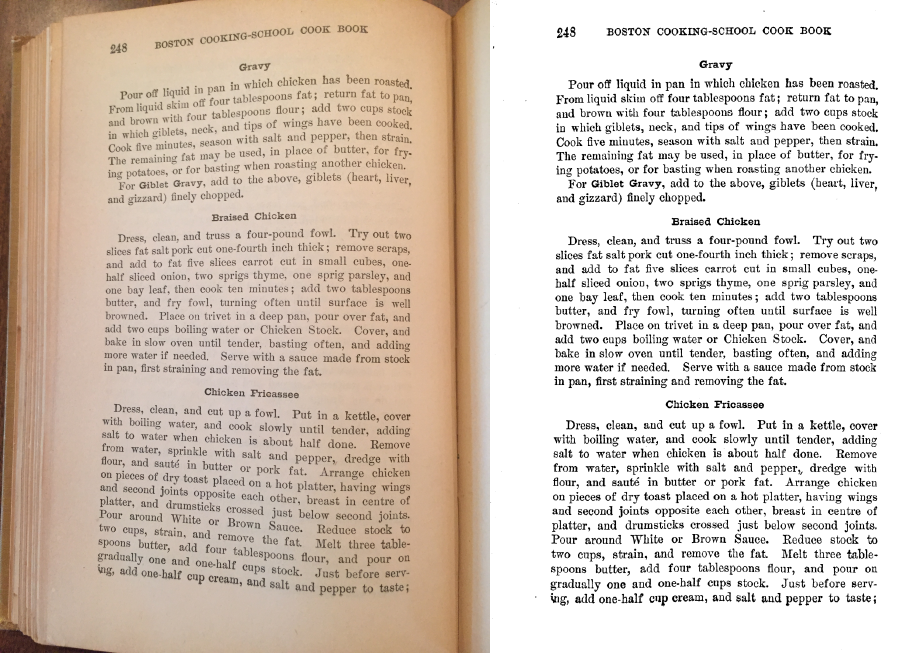 248 BOSTON COOKING-SCHOOL COOK BOOK
Gravy
Pour off liquid in pan in which chicken has been roasted.
From liquid skim off four tablespoons fat; return fat to pan,
and brown with four tablespoons flour; add two cups stock
in which giblets, neck, and tips of wings have been cooked.
Cook five minutes, season with salt and pepper, then strain.
The remaining fat may be used, in place of butter, for fry-
ing potatoes, or for basting when roasting another chicken.
For Giblet Gravy, add to the above, giblets (heart, liver,
and gizzard) finely chopped.
Braised Chicken
Dress, clean, and truss a four-pound fowl. Try out two
slices fat salt pork cut one-fourth inch thick; remove scraps,
and add to fat five slices carrot cut in small cubes, one-
half sliced onion, two sprigs thyme, one sprig parsley, and
one bay leaf, then cook ten minutes; add two tablespoons
butter, and fry fowl, turning often until surface is well
browned. Place on trivet in a deep pan, pour over fat, and
add two cups boiling water or Chicken Stock. Cover, and
bake in slow oven until tender, basting often, and adding
more water if needed. Serve with a sauce made from stock
in pan, first straining and removing the fat.
Chicken Fricassee
Dress, clean, and cut up a fowl. Put in a kettle, cover
with boiling water, and cook slowly until tender, adding
salt to water when chicken is about half done. Remove
from water, sprinkle with salt and pepper, dredge with
flour, and sauté in butter or pork fat. Arrange chicken
on pieces of dry toast placed on a hot platter, having wings
and second joints opposite each other, breast in centre of
platter, and drumsticks crossed just below second joints.
Pour around White or Brown Sauce. Reduce stock to
two cups, strain, and remove the fat. Melt three table-
spoons butter, add four tablespoons flour, and pour on
gradually one and one-half cups stock. Just before serv-
ing, add one-half cup cream, and salt and pepper to taste;
248 BOSTON COOKING-SCHOOL COOK BOOK
Gravy
Pour off liquid in pan in which chicken has been roasted.
From liquid skim off four tablespoons fat; return fat to pan,
and brown with four tablespoons flour; add two cups stock
in which giblets, neck, and tips of wings have been cooked.
Cook five minutes, season with salt and pepper, then strain.
The remaining fat may be used, in place of butter, for fry-
ing potatoes, or for basting when roasting another chicken.
For Giblet Gravy, add to the above, giblets (heart, liver,
and gizzard) finely chopped.
Braised Chicken
Dress, clean, and truss a four-pound fowl. Try out two
slices fat salt pork cut one-fourth inch thick; remove scraps,
and add to fat five slices carrot cut in small cubes, one-
half sliced onion, two sprigs thyme, one sprig parsley, and
one bay leaf, then cook ten minutes; add two tablespoons
butter, and fry fowl, turning often until surface is well
browned. Place on trivet in a deep pan, pour over fat, and
add two cups boiling water or Chicken Stock. Cover, and
bake in slow oven until tender, basting often, and adding
more water if needed. Serve with a sauce made from stock
in pan, first straining and removing the fat.
Chicken Fricassee
Dress, clean, and cut up a fowl. Put in a kettle, cover
with boiling water, and cook slowly until tender, adding
salt to water when chicken is about half done. Remove
from water, sprinkle with salt and pepper, dredge with
flour, and sauté in butter or pork fat. Arrange chicken
on pieces of dry toast placed on a hot platter, having wings
and second joints opposite each other, breast in centre of
platter, and drumsticks crossed just below second joints.
Pour around White or Brown Sauce. Reduce stock to
two cups, strain, and remove the fat. Melt three table-
spoons butter, add four tablespoons flour, and pour on
gradually one and one-half cups stock. Just before serv-
ing, add one-half cup cream, and salt and pepper to taste;